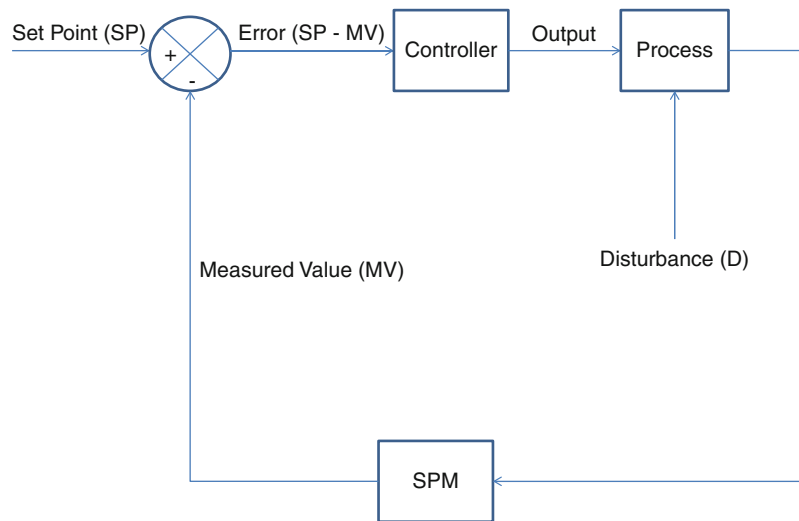 Set Point (SP)
+
-
Error (SP - MV)
Controller
Output
Process
Measured Value (MV)
Disturbance (D)
SPM